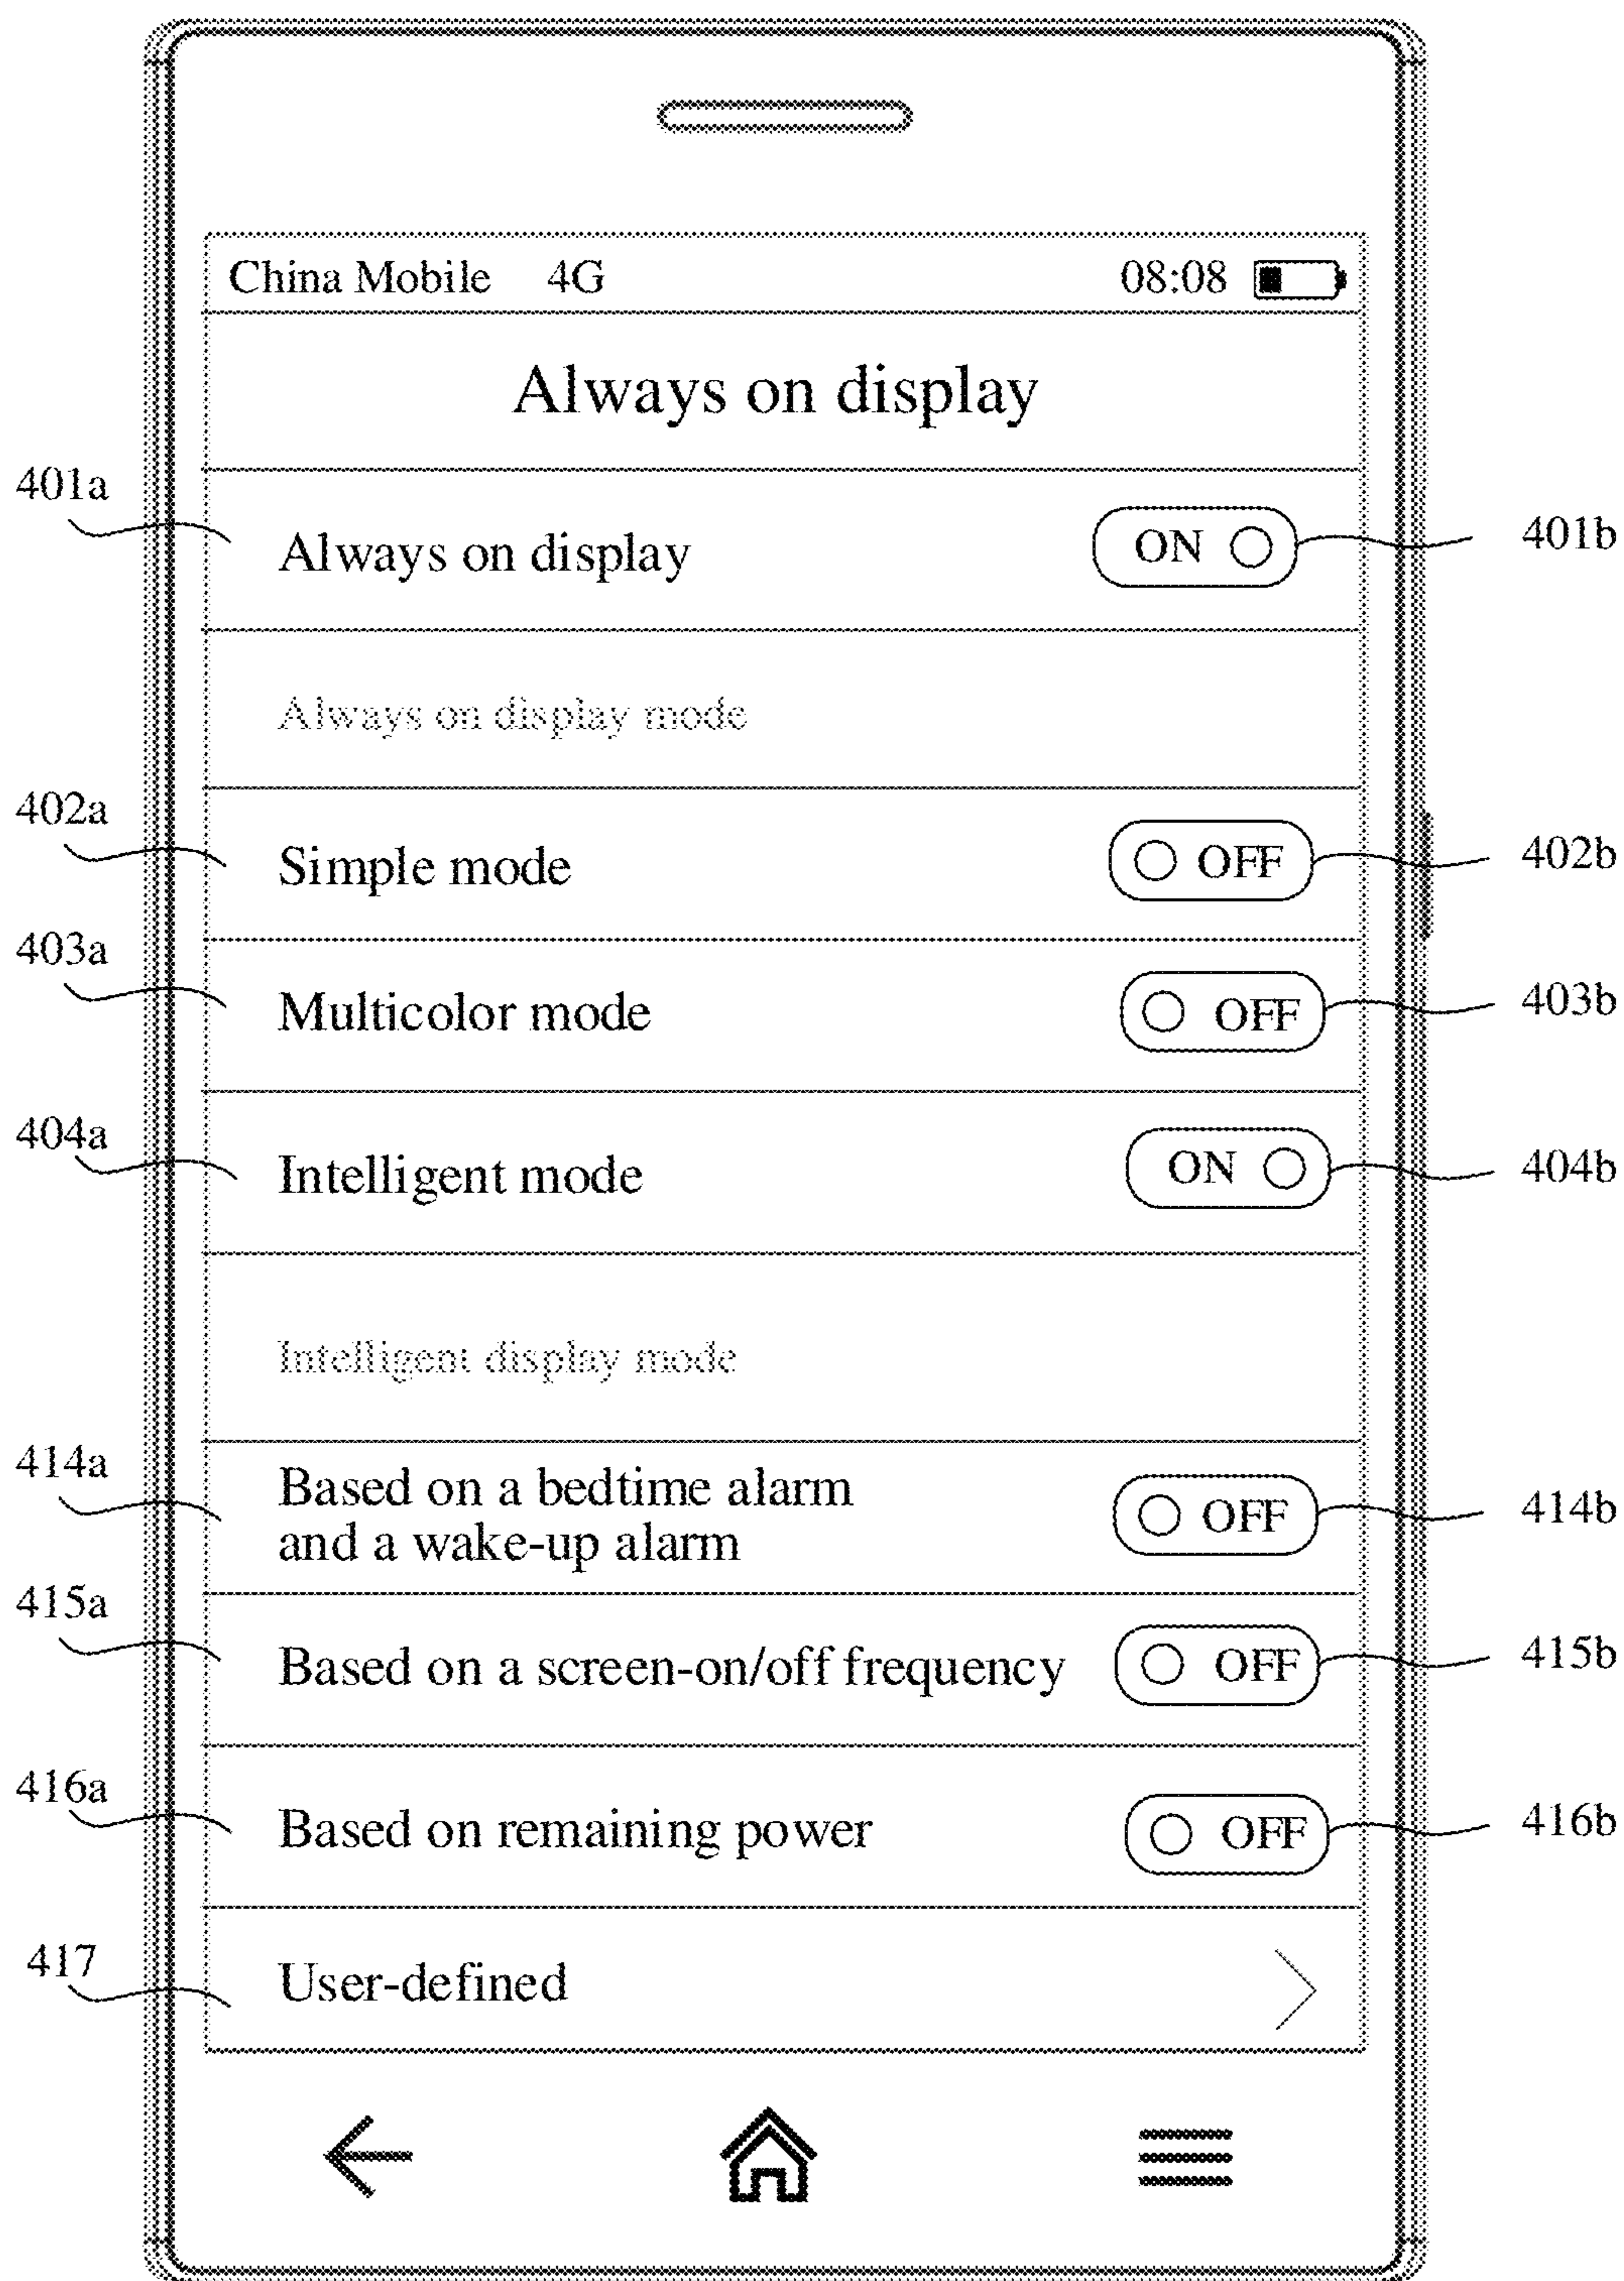 China Mobile 4G 08:08
Always on display
401a
Always on display ON 401b
Always on display mode
402a
Simple mode OFF 402b
403a
Multicolor mode OFF 403b
404a
Intelligent mode ON 404b
Intelligent display mode
414a
Based on a bedtime alarm
and a wake-up alarm OFF 414b
415a
Based on a screen-on/off frequency OFF 415b
416a
Based on remaining power OFF 416b
417
User-defined